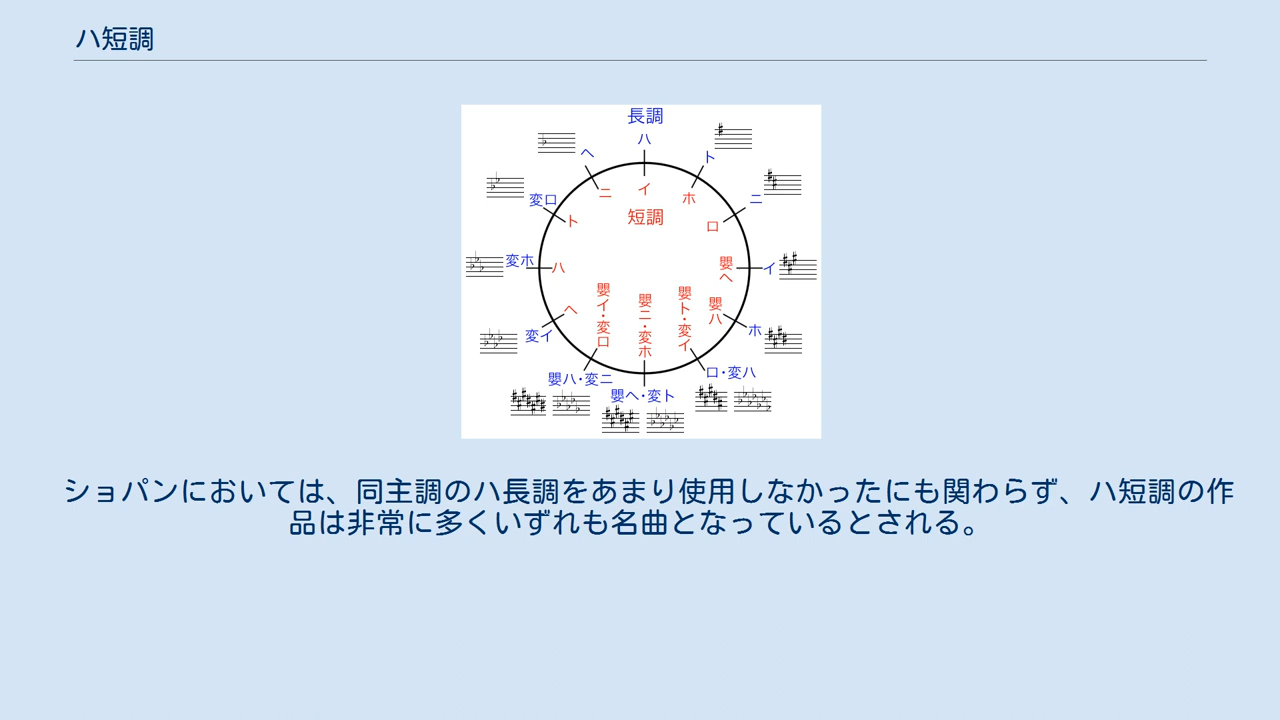 ハ短調
長調
ハ
ヘ
ト
変ロ
ニ
イ
ホ
ニ
短調
ト
ロ
変ホ
ハ
嬰ヘ
イ
ヘ
嬰イ・変ロ
嬰ニ・変ホ
嬰ト・変イ
嬰ハ
変イ
ホ
嬰ハ・変ニ
嬰ヘ・変ト
ロ・変ハ
ショパンにおいては、同主調のハ長調をあまり使用しなかったにも関わらず、ハ短調の作
品は非常に多くいずれも名曲となっているとされる。